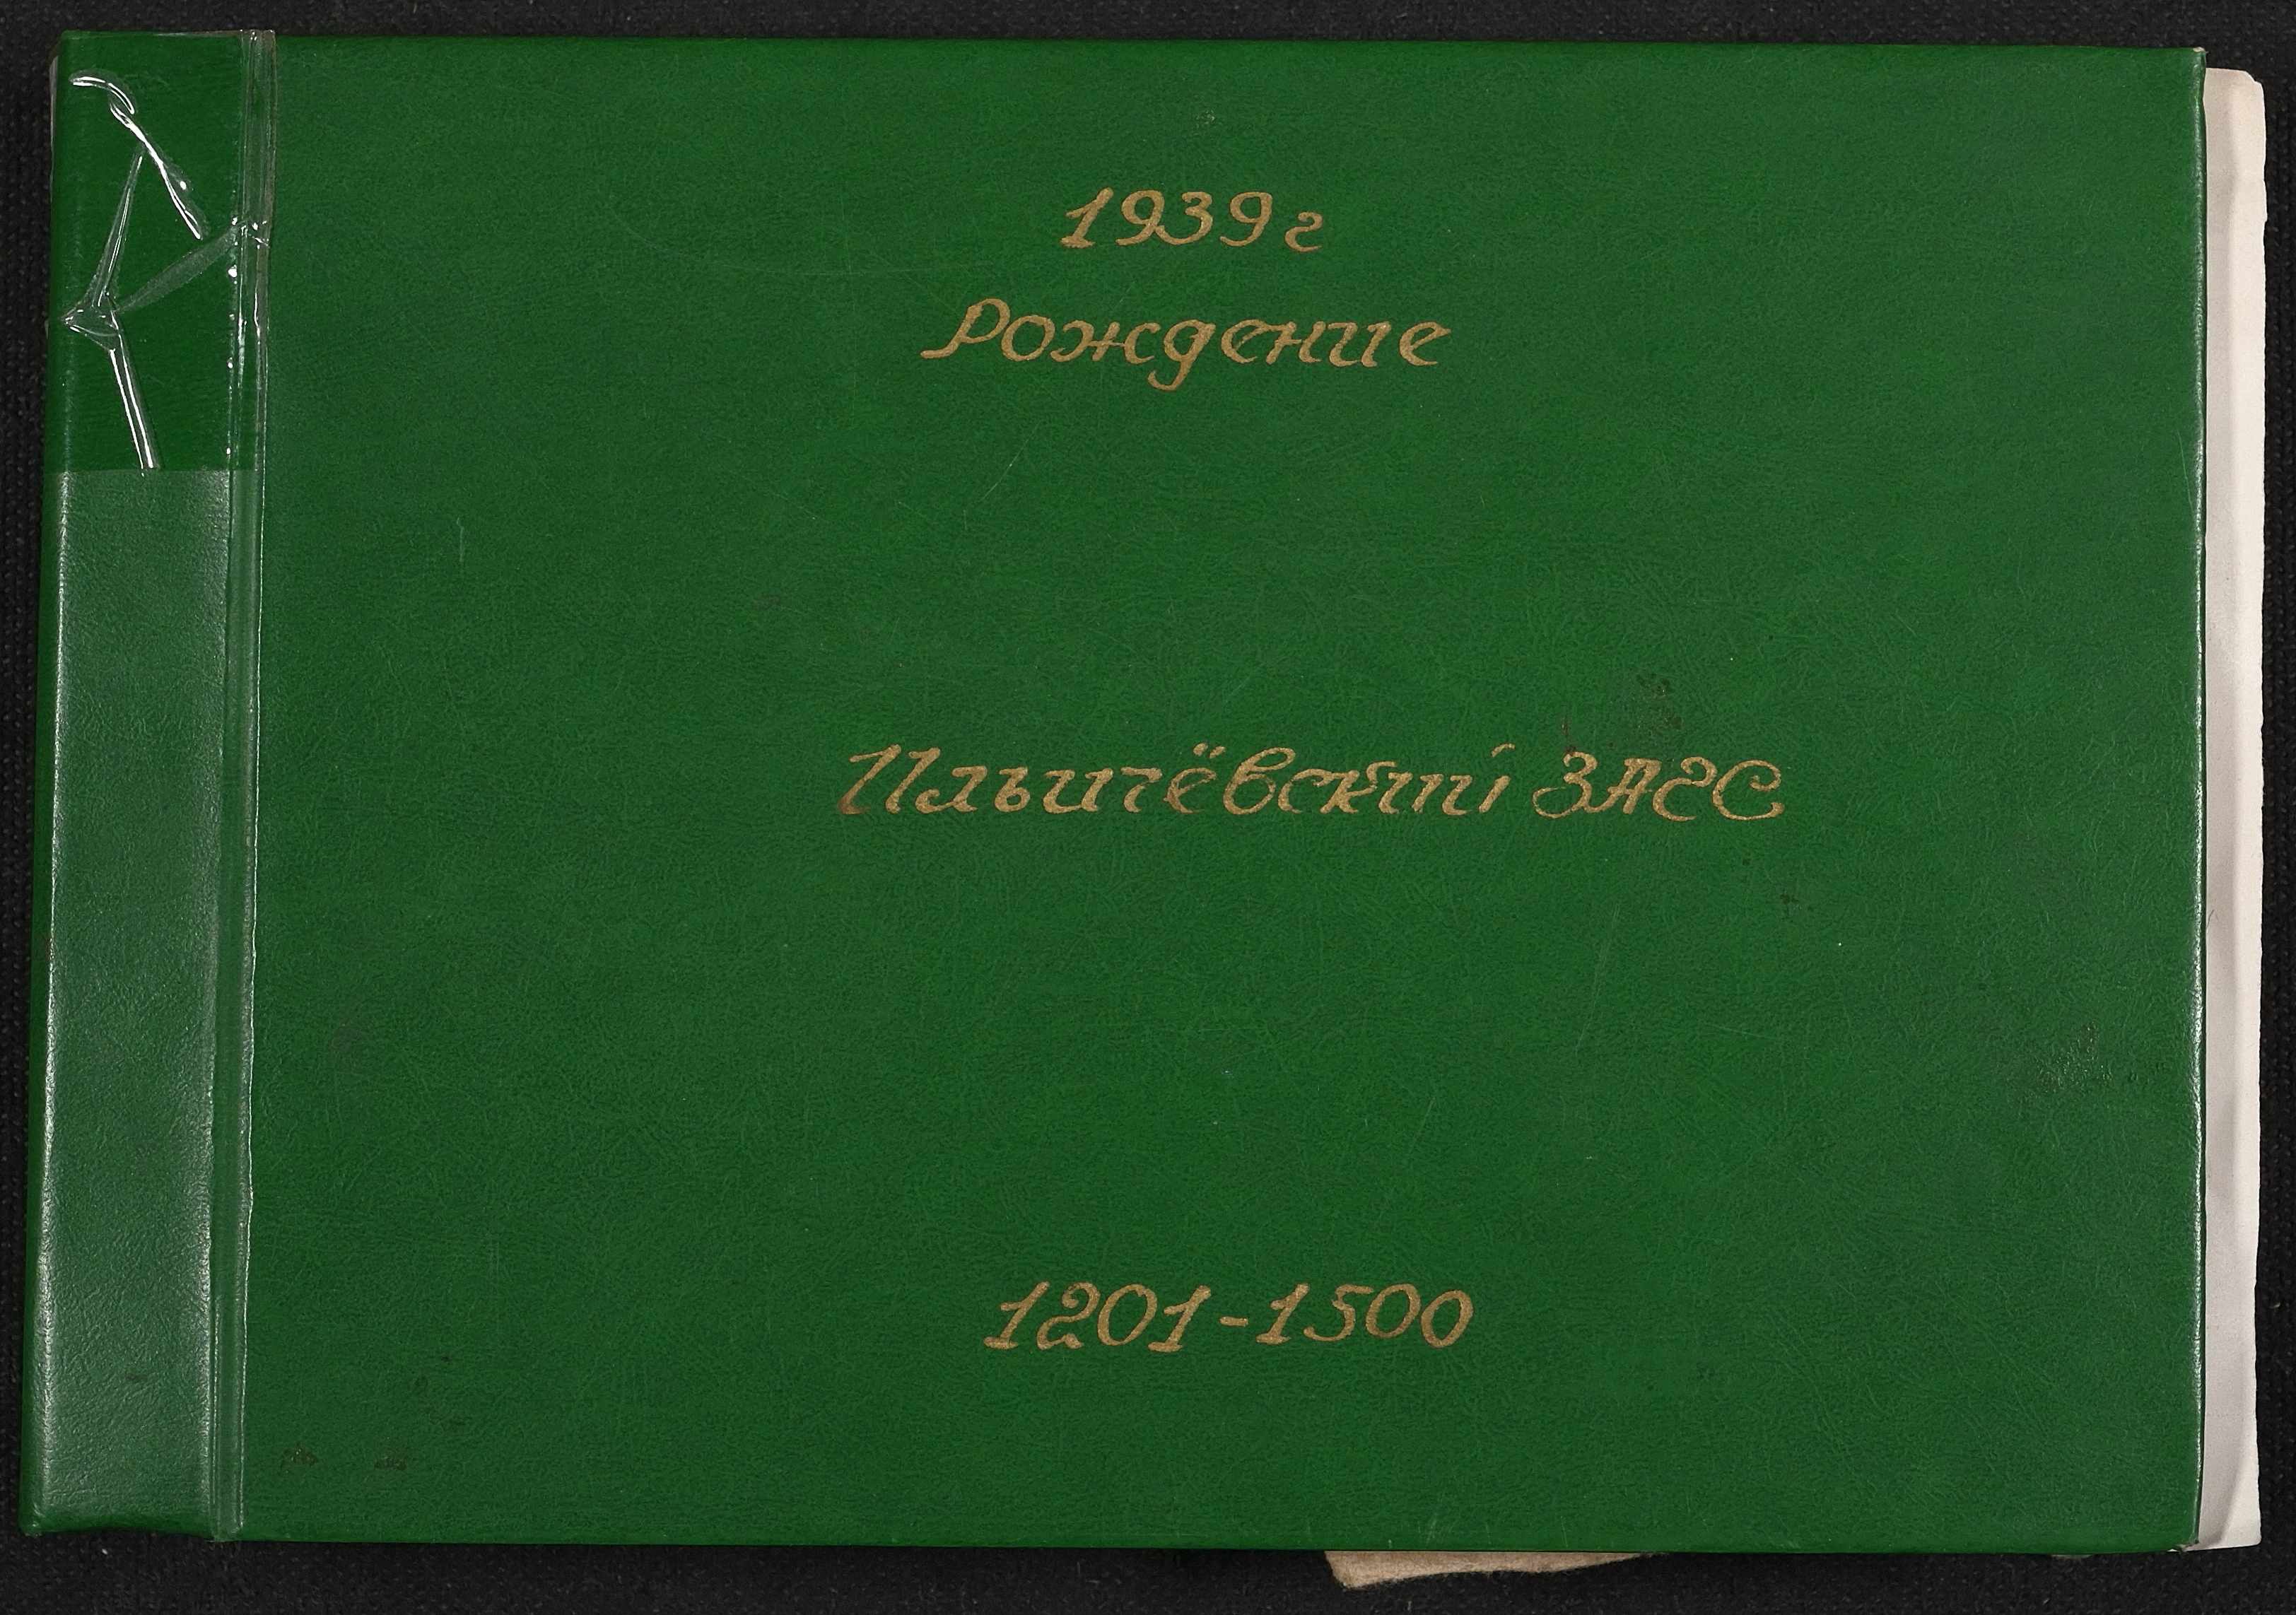 1939г
Рождение
Ильичёвский ЗАГС
1201-1500